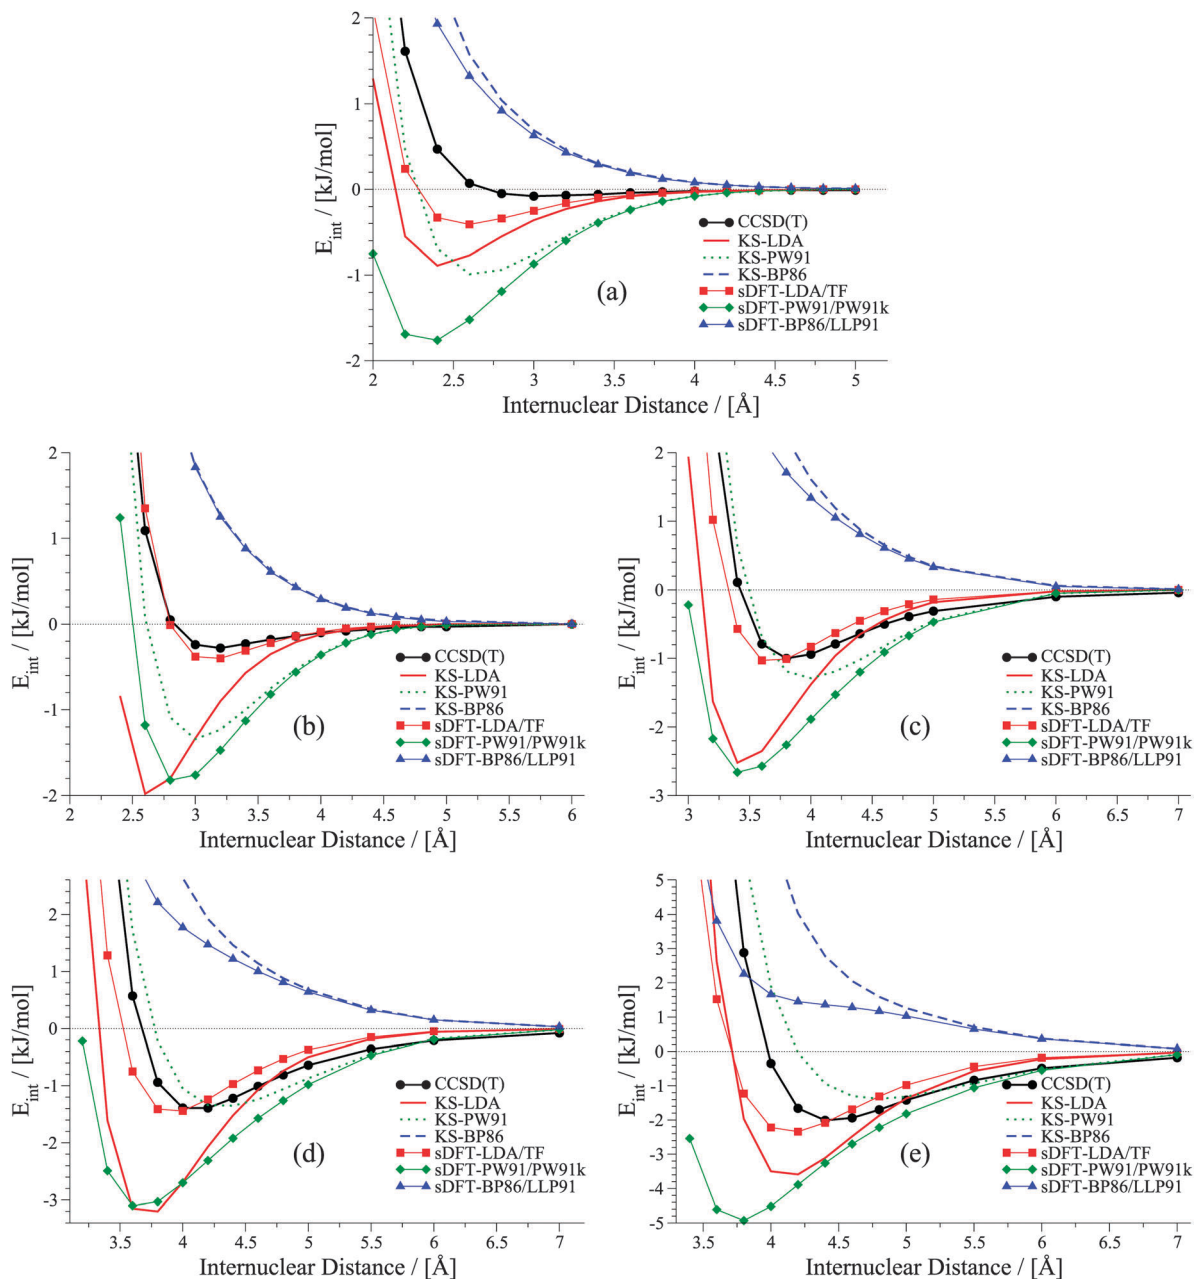 2
1
0
-1
-2
E_int / [kJ/mol]
CCSD(T)
KS-LDA
KS-PW91
KS-BP86
sDFT-LDA/TF
sDFT-PW91/PW91k
sDFT-BP86/LLP91
(a)
2 2.5 3 3.5 4 4.5 5
Internuclear Distance / [Å]
2
1
0
-1
-2
E_int / [kJ/mol]
CCSD(T)
KS-LDA
KS-PW91
KS-BP86
sDFT-LDA/TF
sDFT-PW91/PW91k
sDFT-BP86/LLP91
(b)
2 2.5 3 3.5 4 4.5 5 5.5 6
Internuclear Distance / [Å]
2
1
0
-1
-2
-3
E_int / [kJ/mol]
CCSD(T)
KS-LDA
KS-PW91
KS-BP86
sDFT-LDA/TF
sDFT-PW91/PW91k
sDFT-BP86/LLP91
(c)
3 3.5 4 4.5 5 5.5 6 6.5 7
Internuclear Distance / [Å]
2
1
0
-1
-2
-3
E_int / [kJ/mol]
CCSD(T)
KS-LDA
KS-PW91
KS-BP86
sDFT-LDA/TF
sDFT-PW91/PW91k
sDFT-BP86/LLP91
(d)
3.5 4 4.5 5 5.5 6 6.5 7
Internuclear Distance / [Å]
5
4
3
2
1
0
-1
-2
-3
-4
-5
E_int / [kJ/mol]
CCSD(T)
KS-LDA
KS-PW91
KS-BP86
sDFT-LDA/TF
sDFT-PW91/PW91k
sDFT-BP86/LLP91
(e)
3.5 4 4.5 5 5.5 6 6.5 7
Internuclear Distance / [Å]